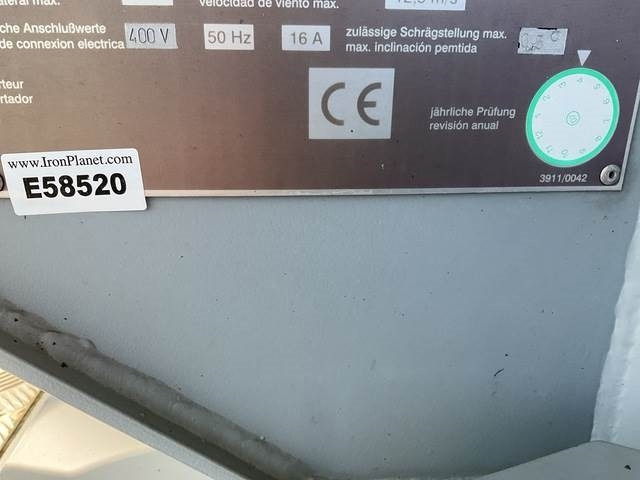 velocidad de viento max.
che Anschlußwerte 400 V 50 Hz 16 A zulässige Schrägstellung max.
de connexion electrica max. inclinación pemtida
rteur
ortador
CE
jährliche Prüfung
revisión anual
www.IronPlanet.com
E58520
3911/0042